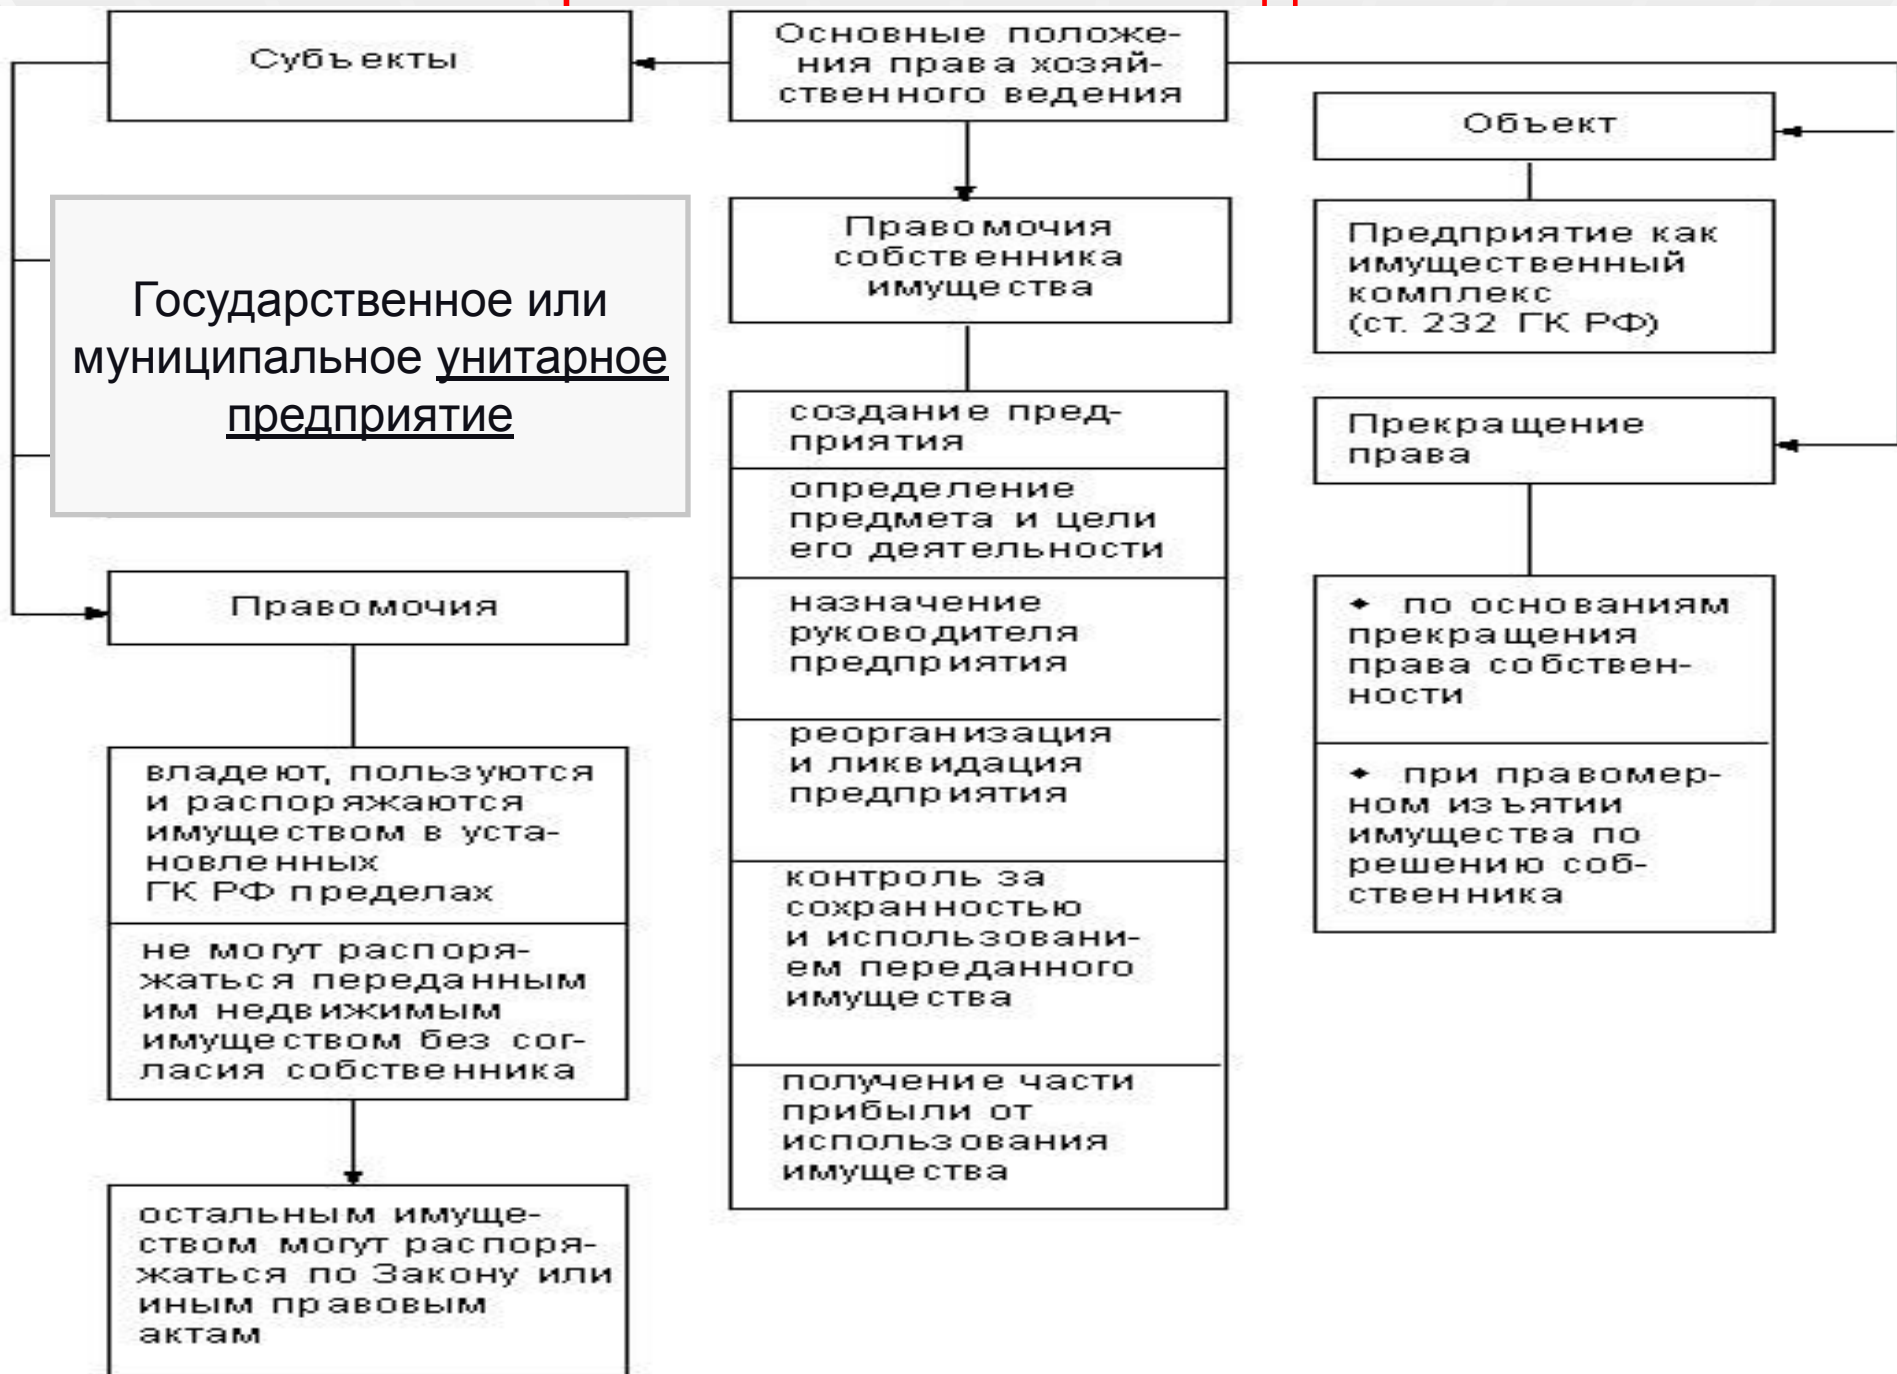 Субъекты
Основные положе-
ния права хозяй-
ственного ведения
Объект
Государственное или
муниципальное унитарное
предприятие
Правомочия
собственника
имущества
Предприятие как
имущественный
комплекс
(ст. 232 ГК РФ)
создание пред-
приятия
определение
предмета и цели
его деятельности
назначение
руководителя
предприятия
реорганизация
и ликвидация
предприятия
контроль за
сохранностью
и использовани-
ем переданного
имущества
получение части
прибыли от
использования
имущества
Прекращение
права
♦ по основаниям
прекращения
права собствен-
ности
♦ при правомер-
ном изъятии
имущества по
решению соб-
ственника
Правомочия
владеют, пользуются
и распоряжаются
имуществом в уста-
новленных
ГК РФ пределах
не могут распоря-
жаться переданным
им недвижимым
имуществом без сог-
ласия собственника
остальным имуще-
ством могут распоря-
жаться по Закону или
иным правовым
актам